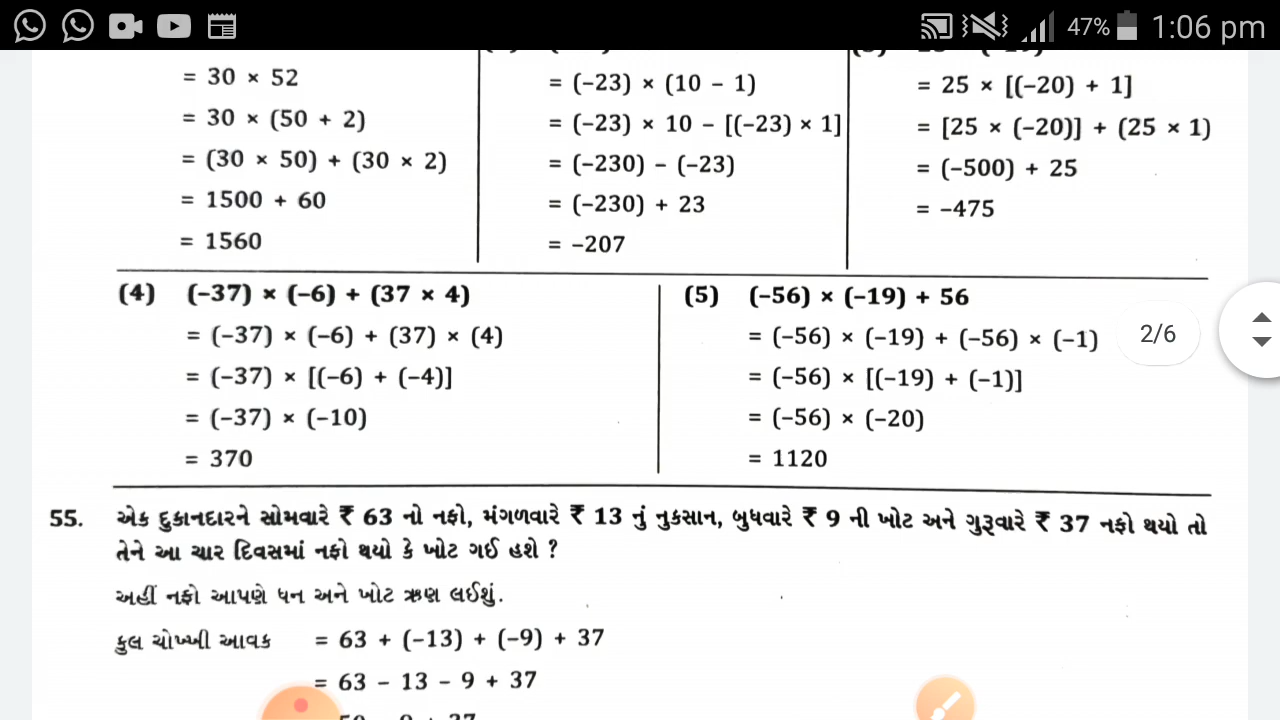 47% 1:06 pm
= 30 × 52
= 30 × (50 + 2)
= (30 × 50) + (30 × 2)
= 1500 + 60
= 1560
= (−23) × (10 − 1)
= (−23) × 10 − [(−23) × 1]
= (−230) − (−23)
= (−230) + 23
= −207
= 25 × [(−20) + 1]
= [25 × (−20)] + (25 × 1)
= (−500) + 25
= −475
(4) (−37) × (−6) + (37 × 4)
= (−37) × (−6) + (37) × (4)
= (−37) × [(−6) + (−4)]
= (−37) × (−10)
= 370
(5) (−56) × (−19) + 56
= (−56) × (−19) + (−56) × (−1)
= (−56) × [(−19) + (−1)]
= (−56) × (−20)
= 1120
2/6
55. એક દુકાનદારને સોમવારે ₹ 63 નો નફો, મંગળવારે ₹ 13 નું નુકસાન, બુધવારે ₹ 9 ની ખોટ અને ગુરૂવારે ₹ 37 નફો થયો તો
તેને આ ચાર દિવસમાં નફો થયો કે ખોટ ગઈ હશે ?
અહીં નફો આપણે ધન અને ખોટ ઋણ લઈશું.
કુલ ચોખ્ખી આવક = 63 + (−13) + (−9) + 37
= 63 − 13 − 9 + 37